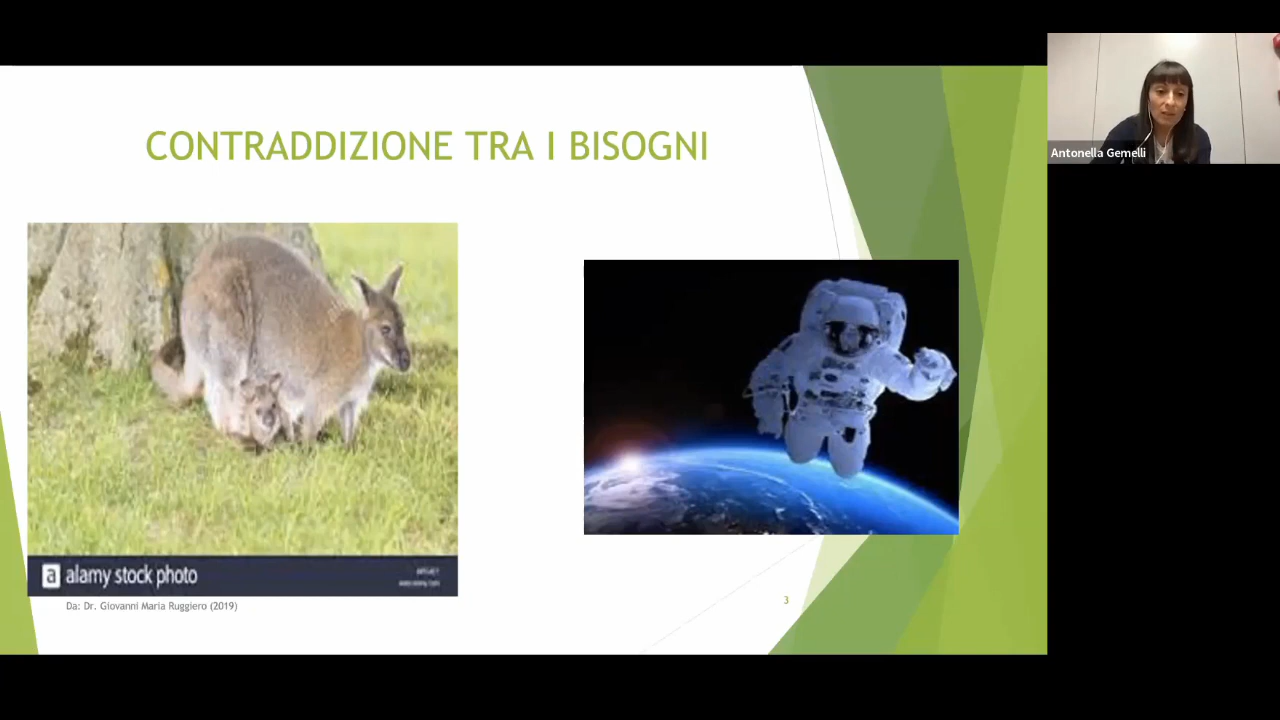 CONTRADDIZIONE TRA I BISOGNI
Antonella Gemelli
a alamy stock photo
Da: Dr. Giovanni Maria Ruggiero (2019)
3